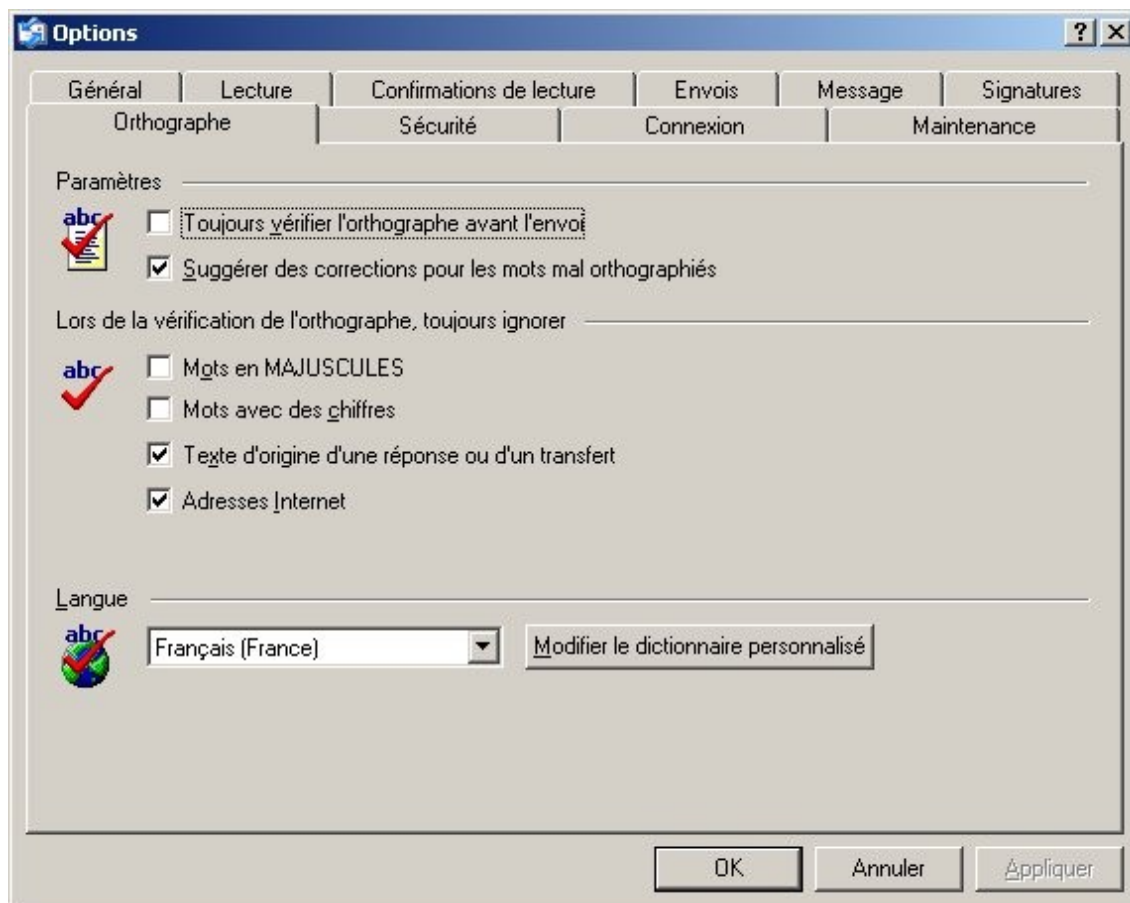 Options
Général Lecture Confirmations de lecture Envois Message Signatures
Orthographe Sécurité Connexion Maintenance
Paramètres
abc
Toujours vérifier l'orthographe avant l'envoi
Suggérer des corrections pour les mots mal orthographiés
Lors de la vérification de l'orthographe, toujours ignorer
abc
Mots en MAJUSCULES
Mots avec des chiffres
Texte d'origine d'une réponse ou d'un transfert
Adresses Internet
Langue
abc
Français (France) Modifier le dictionnaire personnalisé
OK Annuler Appliquer